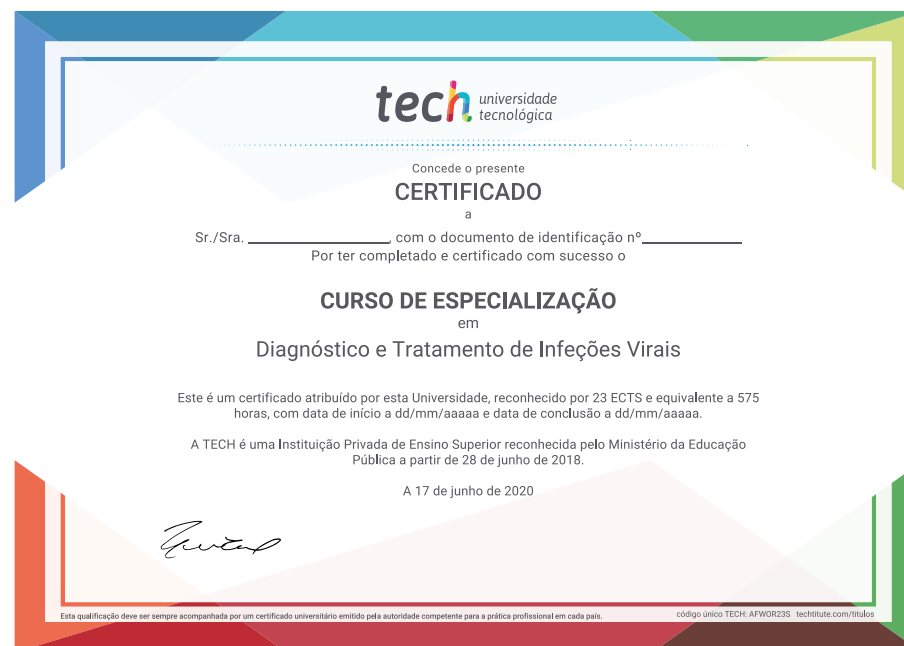 tech universidade
tecnológica
Concede o presente
CERTIFICADO
a
Sr./Sra. ______________, com o documento de identificação nº__________
Por ter completado e certificado com sucesso o
CURSO DE ESPECIALIZAÇÃO
em
Diagnóstico e Tratamento de Infeções Virais
Este é um certificado atribuído por esta Universidade, reconhecido por 23 ECTS e equivalente a 575
horas, com data de início a dd/mm/aaaaa e data de conclusão a dd/mm/aaaaa.
A TECH é uma Instituição Privada de Ensino Superior reconhecida pelo Ministério da Educação
Pública a partir de 28 de junho de 2018.
A 17 de junho de 2020
Esta qualificação deve ser sempre acompanhada por um certificado universitário emitido pela autoridade competente para a prática profissional em cada país.
código único TECH: AFWOR23S techtitute.com/titulos